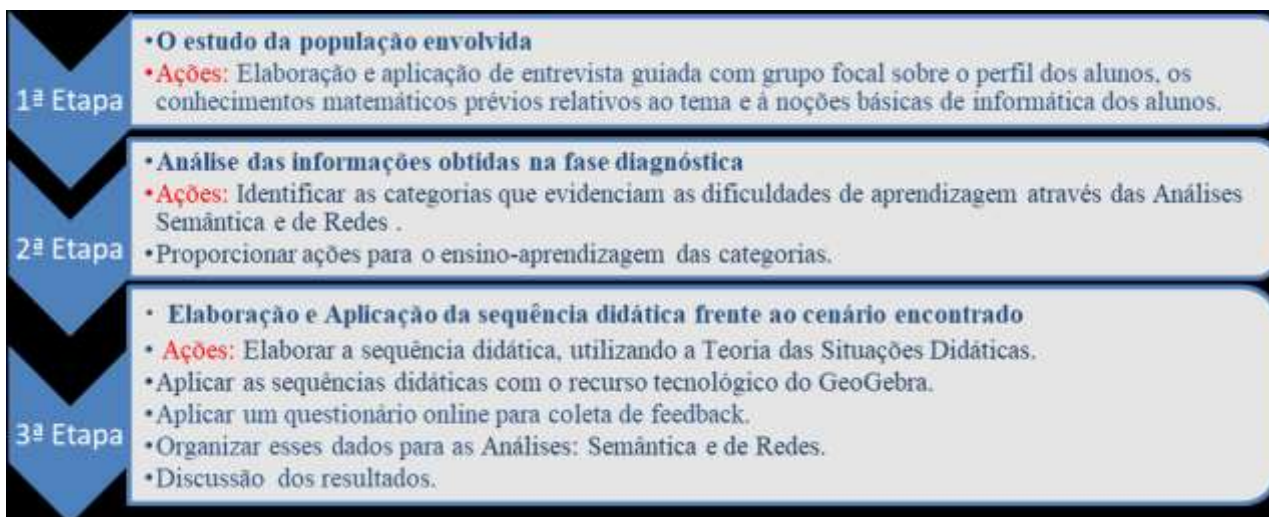 1ª Etapa
•O estudo da população envolvida
•Ações: Elaboração e aplicação de entrevista guiada com grupo focal sobre o perfil dos alunos, os
conhecimentos matemáticos prévios relativos ao tema e à noções básicas de informática dos alunos.
2ª Etapa
•Análise das informações obtidas na fase diagnóstica
•Ações: Identificar as categorias que evidenciam as dificuldades de aprendizagem através das Análises
Semântica e de Redes .
•Proporcionar ações para o ensino-aprendizagem das categorias.
3ª Etapa
• Elaboração e Aplicação da sequência didática frente ao cenário encontrado
• Ações: Elaborar a sequência didática, utilizando a Teoria das Situações Didáticas.
•Aplicar as sequências didáticas com o recurso tecnológico do GeoGebra.
•Aplicar um questionário online para coleta de feedback.
•Organizar esses dados para as Análises: Semântica e de Redes.
•Discussão dos resultados.